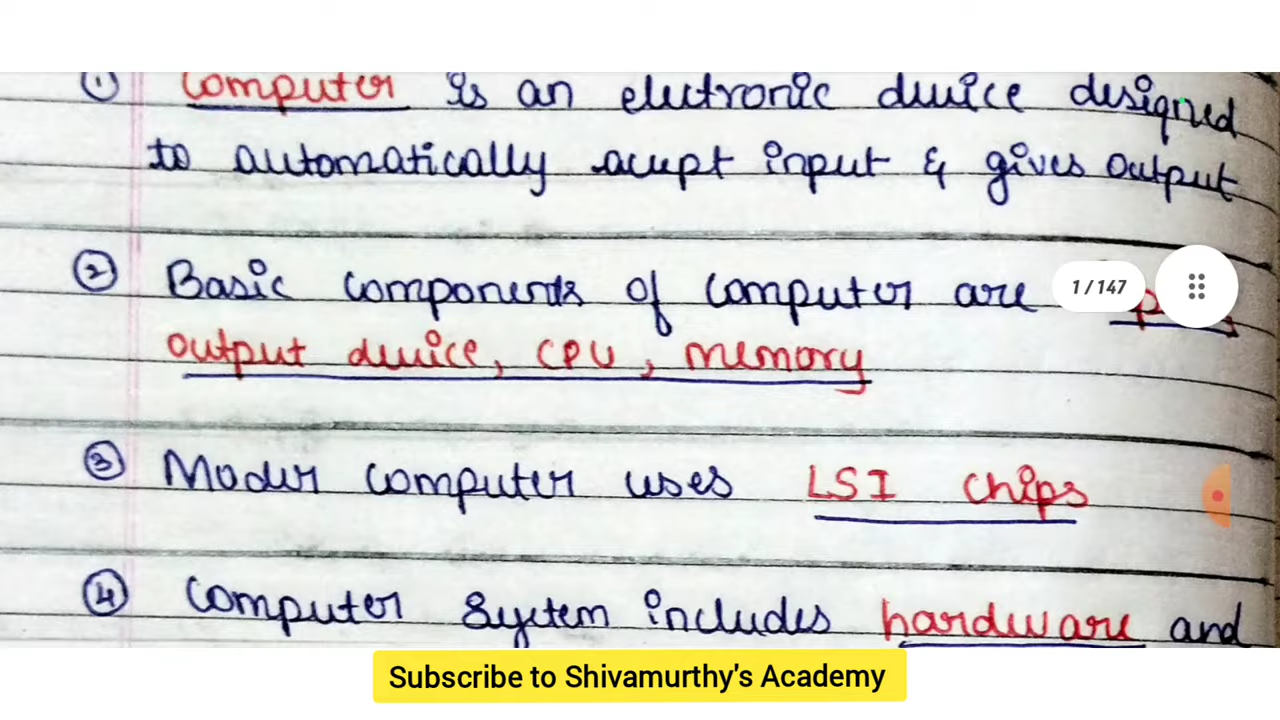 ① Computer is an electronic device designed
to automatically accept input & gives output
② Basic components of computer are
1 / 147
output device, CPU, memory
③ Modern computer uses LSI chips
④ Computer System includes hardware and
Subscribe to Shivamurthy's Academy